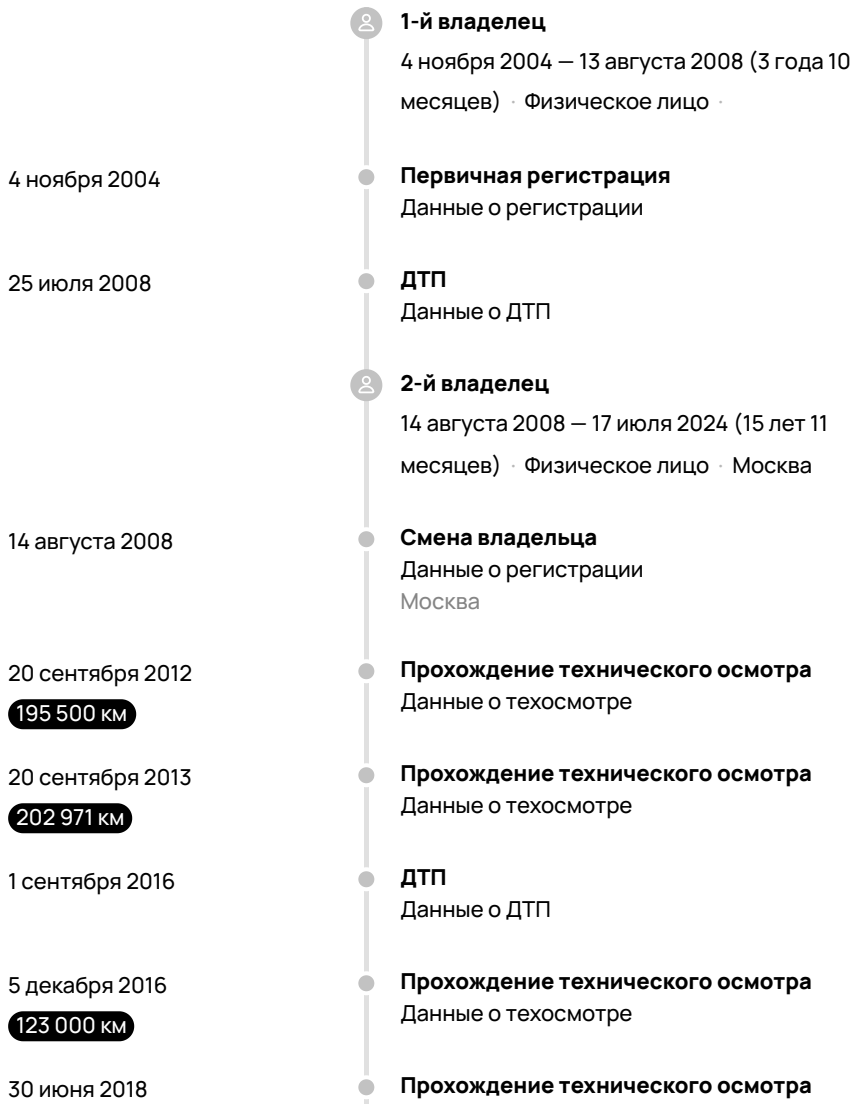 1-й владелец
4 ноября 2004 — 13 августа 2008 (3 года 10
месяцев) · Физическое лицо ·
4 ноября 2004
Первичная регистрация
Данные о регистрации
25 июля 2008
ДТП
Данные о ДТП
2-й владелец
14 августа 2008 — 17 июля 2024 (15 лет 11
месяцев) · Физическое лицо · Москва
14 августа 2008
Смена владельца
Данные о регистрации
Москва
20 сентября 2012
195 500 км
Прохождение технического осмотра
Данные о техосмотре
20 сентября 2013
202 971 км
Прохождение технического осмотра
Данные о техосмотре
1 сентября 2016
ДТП
Данные о ДТП
5 декабря 2016
123 000 км
Прохождение технического осмотра
Данные о техосмотре
30 июня 2018
Прохождение технического осмотра